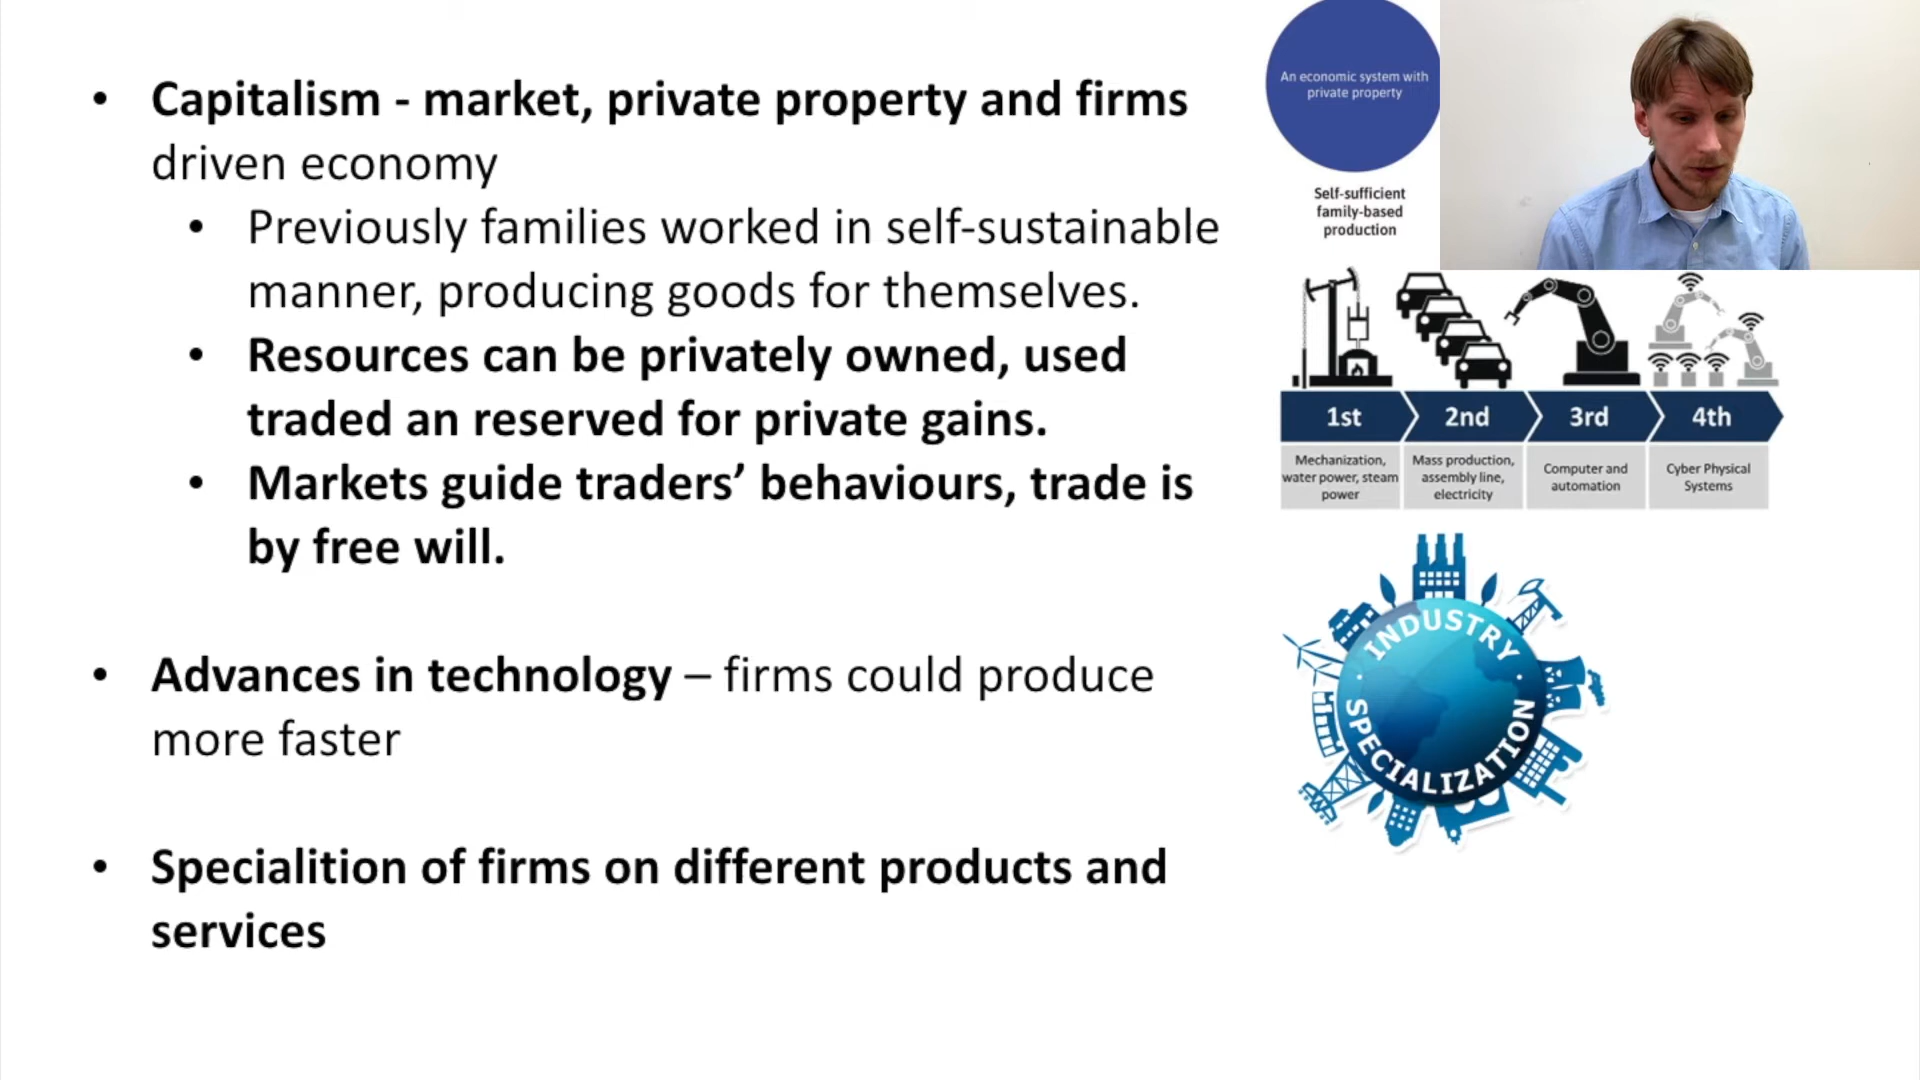 • Capitalism - market, private property and firms
driven economy
• Previously families worked in self-sustainable
manner, producing goods for themselves.
• Resources can be privately owned, used
traded an reserved for private gains.
• Markets guide traders’ behaviours, trade is
by free will.
• Advances in technology – firms could produce
more faster
• Specialition of firms on different products and
services
An economic system with
private property
Self-sufficient
family-based
production
1st
2nd
3rd
4th
Mechanization,
water power, steam
power
Mass production,
assembly line,
electricity
Computer and
automation
Cyber Physical
Systems
INDUSTRY
SPECIALIZATION